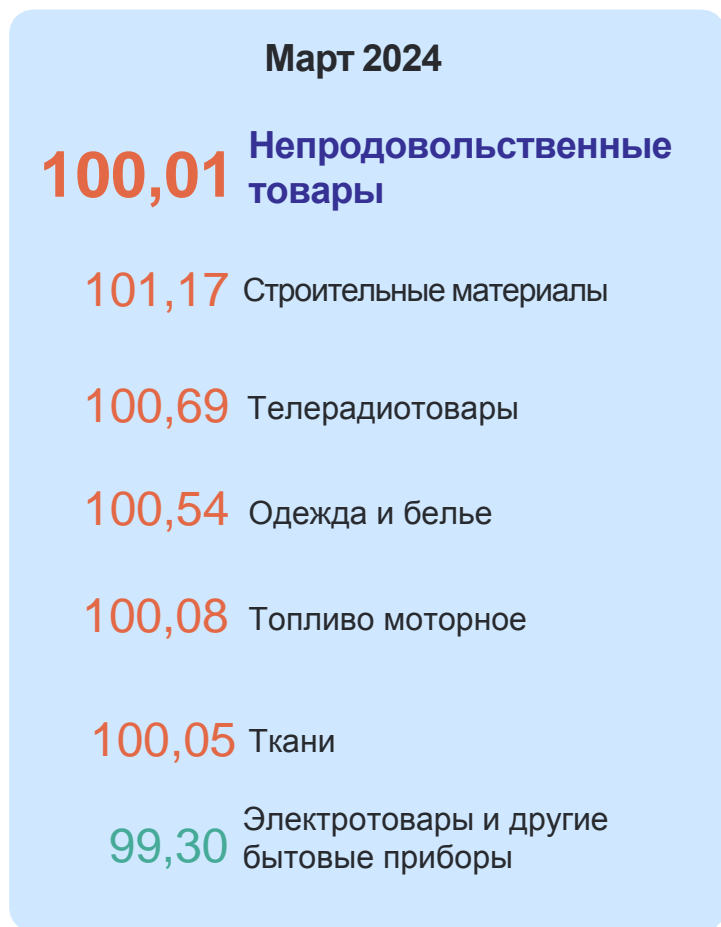 Март 2024
100,01 Непродовольственные
товары
101,17 Строительные материалы
100,69 Телерадиотовары
100,54 Одежда и белье
100,08 Топливо моторное
100,05 Ткани
99,30 Электротовары и другие
бытовые приборы